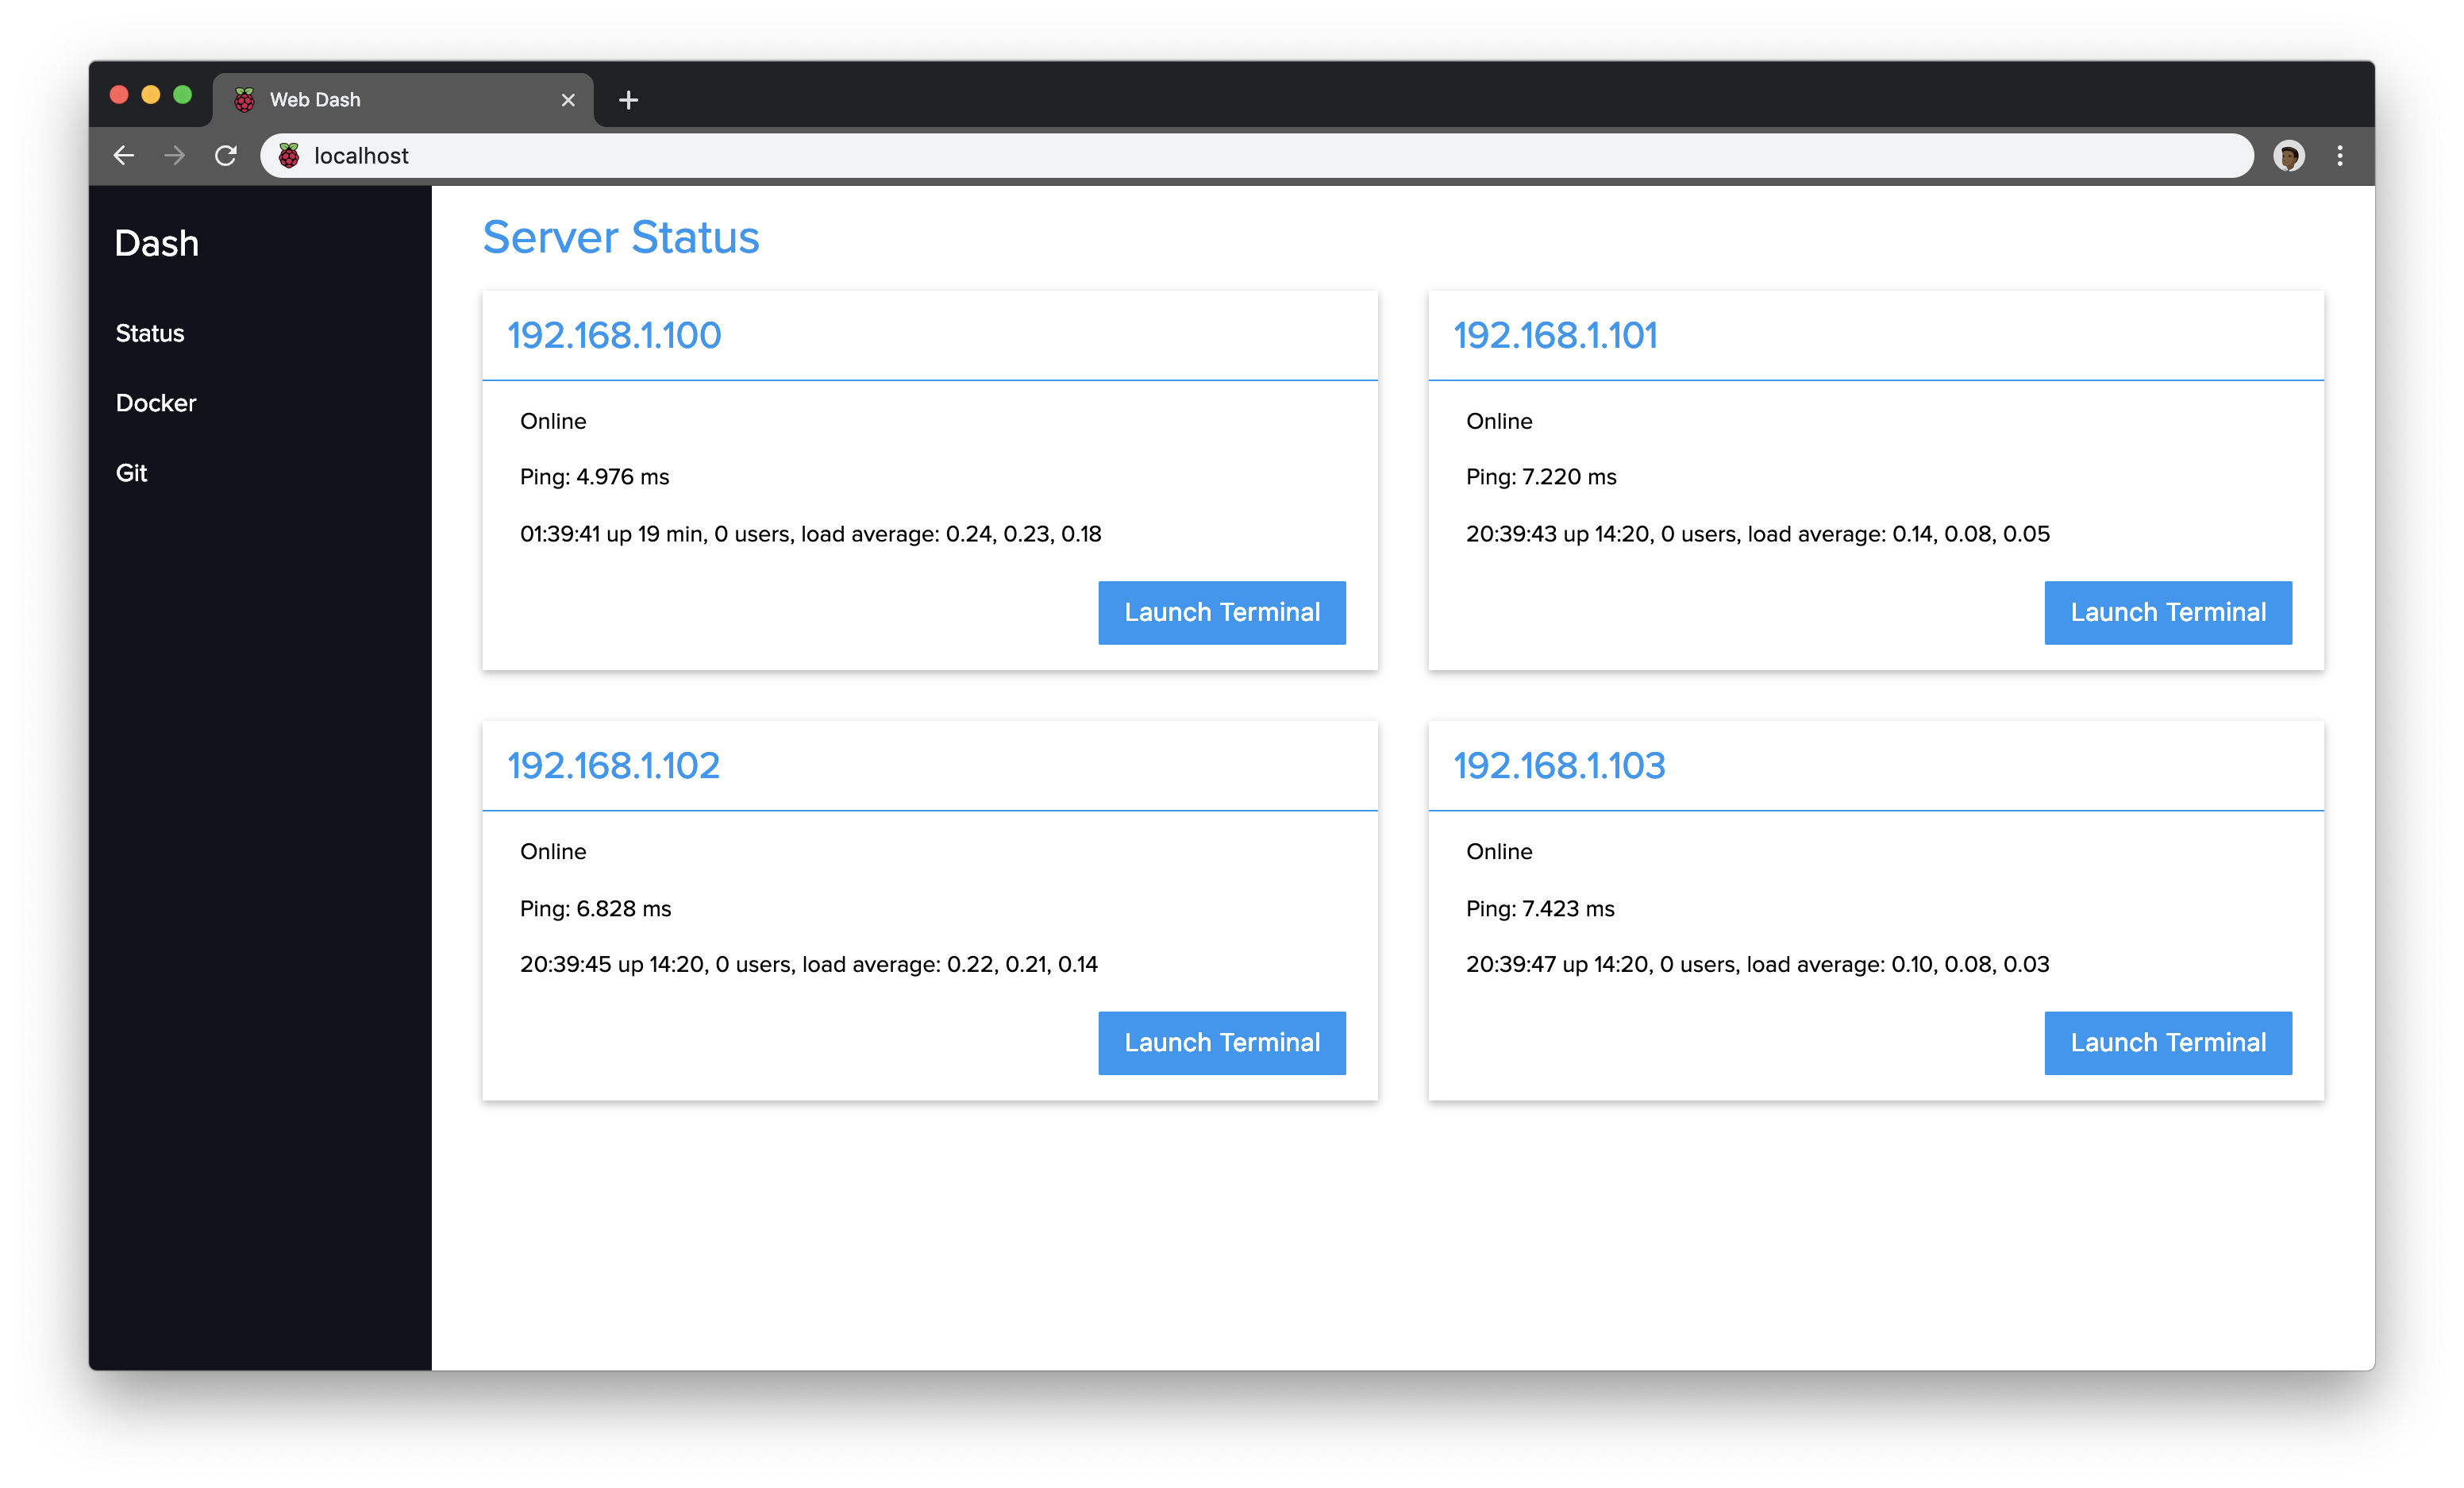 Web Dash
localhost
Dash
Status
Docker
Git
Server Status
192.168.1.100
Online
Ping: 4.976 ms
01:39:41 up 19 min, 0 users, load average: 0.24, 0.23, 0.18
Launch Terminal
192.168.1.101
Online
Ping: 7.220 ms
20:39:43 up 14:20, 0 users, load average: 0.14, 0.08, 0.05
Launch Terminal
192.168.1.102
Online
Ping: 6.828 ms
20:39:45 up 14:20, 0 users, load average: 0.22, 0.21, 0.14
Launch Terminal
192.168.1.103
Online
Ping: 7.423 ms
20:39:47 up 14:20, 0 users, load average: 0.10, 0.08, 0.03
Launch Terminal